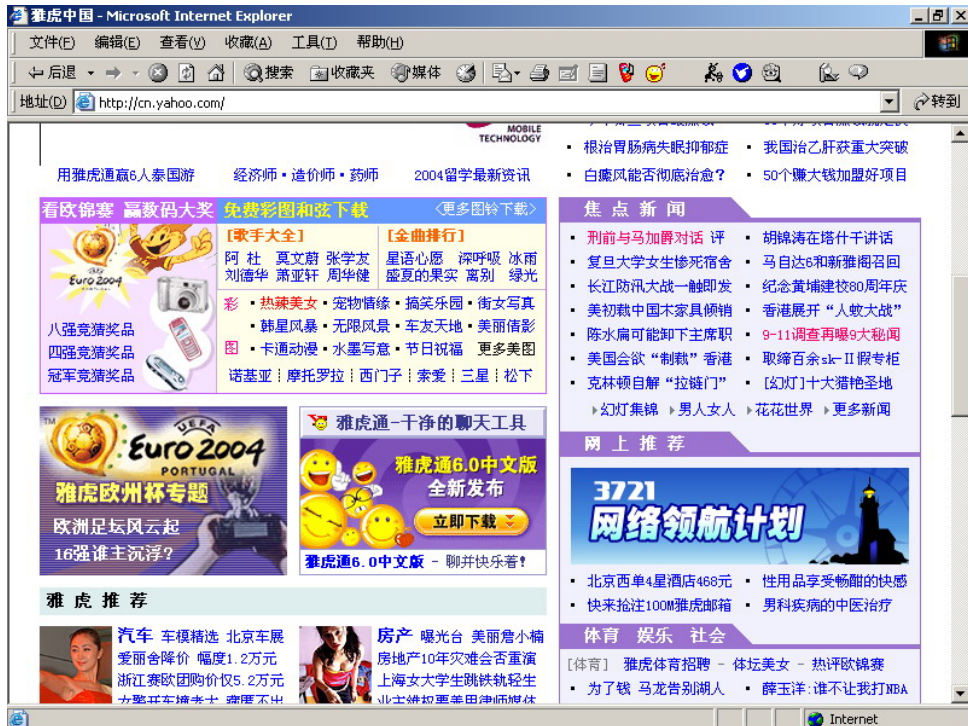 雅虎中国 - Microsoft Internet Explorer
文件(F) 编辑(E) 查看(V) 收藏(A) 工具(T) 帮助(H)
后退 搜索 收藏夹 媒体
地址(D) http://cn.yahoo.com/ 转到
MOBILE
TECHNOLOGY
用雅虎通赢6人泰国游 经济师·造价师·药师 2004留学最新资讯
看欧锦赛 赢数码大奖
Euro2004
八强竞猜奖品
四强竞猜奖品
冠军竞猜奖品
免费彩图和弦下载 〈更多图铃下载〉
[歌手大全] [金曲排行]
阿 杜 莫文蔚 张学友 星语心愿 深呼吸 冰雨
刘德华 萧亚轩 周华健 盛夏的果实 离别 绿光
彩 ·热辣美女·宠物情缘·搞笑乐园·街女写真
·韩星风暴·无限风景·车友天地·美丽倩影
图 ·卡通动漫·水墨写意·节日祝福 更多美图
诺基亚┆摩托罗拉┆西门子┆索爱┆三星┆松下
TM UEFA
Euro2004
PORTUGAL
雅虎欧州杯专题
欧洲足坛风云起
16强谁主沉浮?
雅虎通-干净的聊天工具
雅虎通6.0中文版
全新发布
立即下载
雅虎通6.0中文版 - 聊并快乐着!
雅 虎 推 荐
汽车 车模精选 北京车展
爱丽舍降价 幅度1.2万元
浙江赛欧团购价仅5.2万元
房产 曝光台 美丽詹小楠
房地产10年灾难会否重演
上海女大学生跳铁轨轻生
· 根治胃肠病失眠抑郁症 · 我国治乙肝获重大突破
· 白癜风能否彻底治愈? · 50个赚大钱加盟好项目
焦 点 新 闻
· 刑前与马加爵对话 评 · 胡锦涛在塔什干讲话
· 复旦大学女生惨死宿舍 · 马自达6和新雅阁召回
· 长江防汛大战一触即发 · 纪念黄埔建校80周年庆
· 美初裁中国木家具倾销 · 香港展开“人蚊大战”
· 陈水扁可能卸下主席职 · 9-11调查再曝9大秘闻
· 美国会欲“制裁”香港 · 取缔百余sk-Ⅱ假专柜
· 克林顿自解“拉链门” · [幻灯]十大猎艳圣地
幻灯集锦 男人女人 花花世界 更多新闻
网 上 推 荐
3721
网络领航计划
· 北京西单4星酒店468元 · 性用品享受畅酣的快感
· 快来抢注100M雅虎邮箱 · 男科疾病的中医治疗
体育 娱乐 社会
[体育] 雅虎体育招聘 - 体坛美女 - 热评欧锦赛
· 为了钱 马龙告别湖人 · 薛玉洋:谁不让我打NBA
Internet